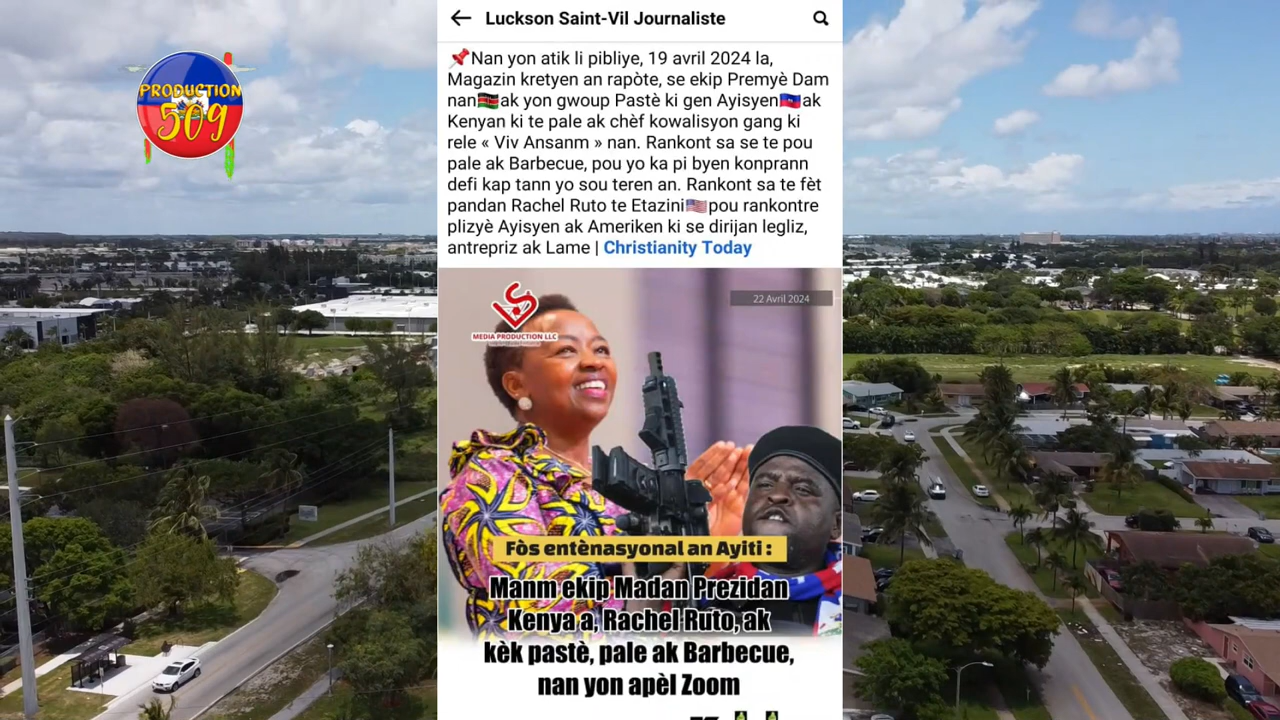 PRODUCTION
509
Luckson Saint-Vil Journaliste
📌Nan yon atik li pibliye, 19 avril 2024 la,
Magazin kretyen an rapòte, se ekip Premyè Dam
nan🇰🇪ak yon gwoup Pastè ki gen Ayisyen🇭🇹ak
Kenyan ki te pale ak chèf kowalisyon gang ki
rele « Viv Ansanm » nan. Rankont sa se te pou
pale ak Barbecue, pou yo ka pi byen konprann
defi kap tann yo sou teren an. Rankont sa te fèt
pandan Rachel Ruto te Etazini🇺🇸pou rankontre
plizyè Ayisyen ak Ameriken ki se dirijan legliz,
antrepriz ak Lame | Christianity Today
LS
MEDIA PRODUCTION LLC
22 Avril 2024
Fòs entènasyonal an Ayiti :
Manm ekip Madan Prezidan
Kenya a, Rachel Ruto, ak
kèk pastè, pale ak Barbecue,
nan yon apèl Zoom